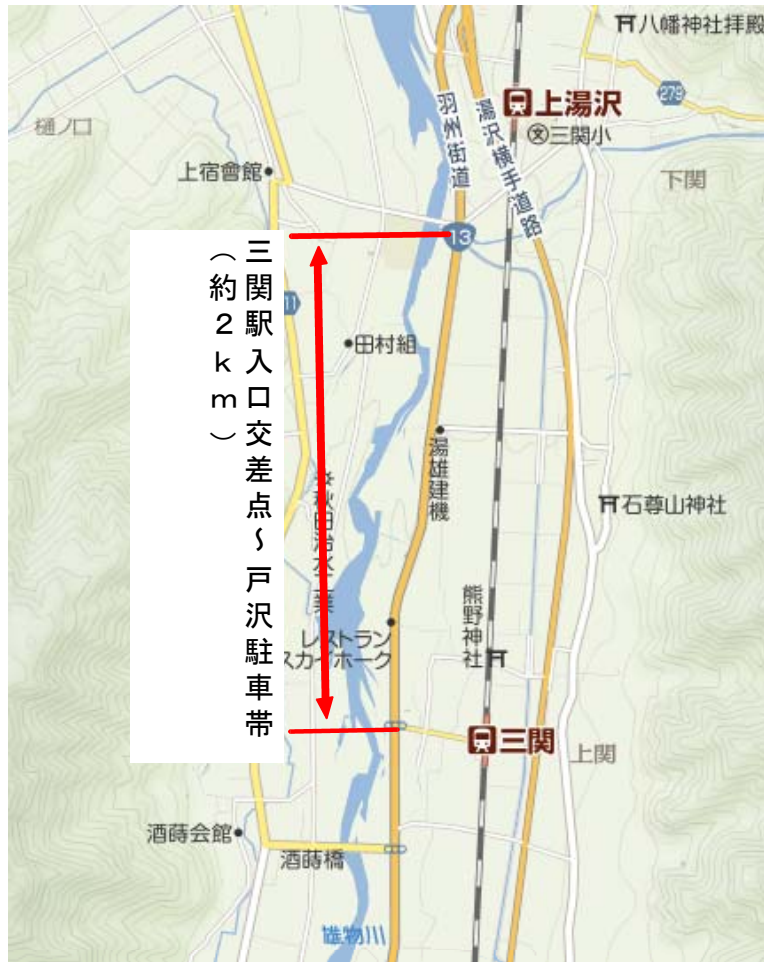 八幡神社拝殿
上湯沢
279
三関小
樋ノ口
羽州街道
湯沢横手道路
上宿會館
下関
13
三関駅入口交差点~戸沢駐車帯
(約2km)
田村組
湯雄建機
石尊山神社
熊野神社
レストラン
スカイホーク
三関
上関
酒蒔会館
酒蒔橋
雄物川